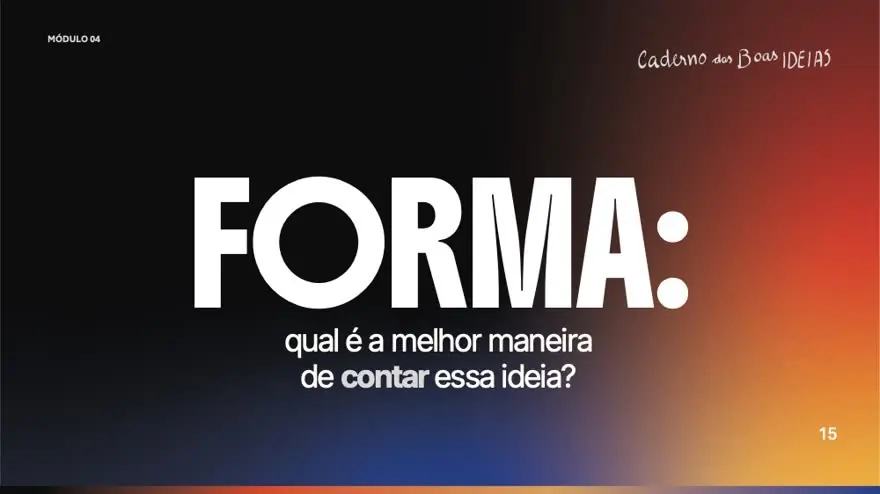 MÓDULO 04
Caderno das Boas IDEIAS
FORMA:
qual é a melhor maneira
de contar essa ideia?
15